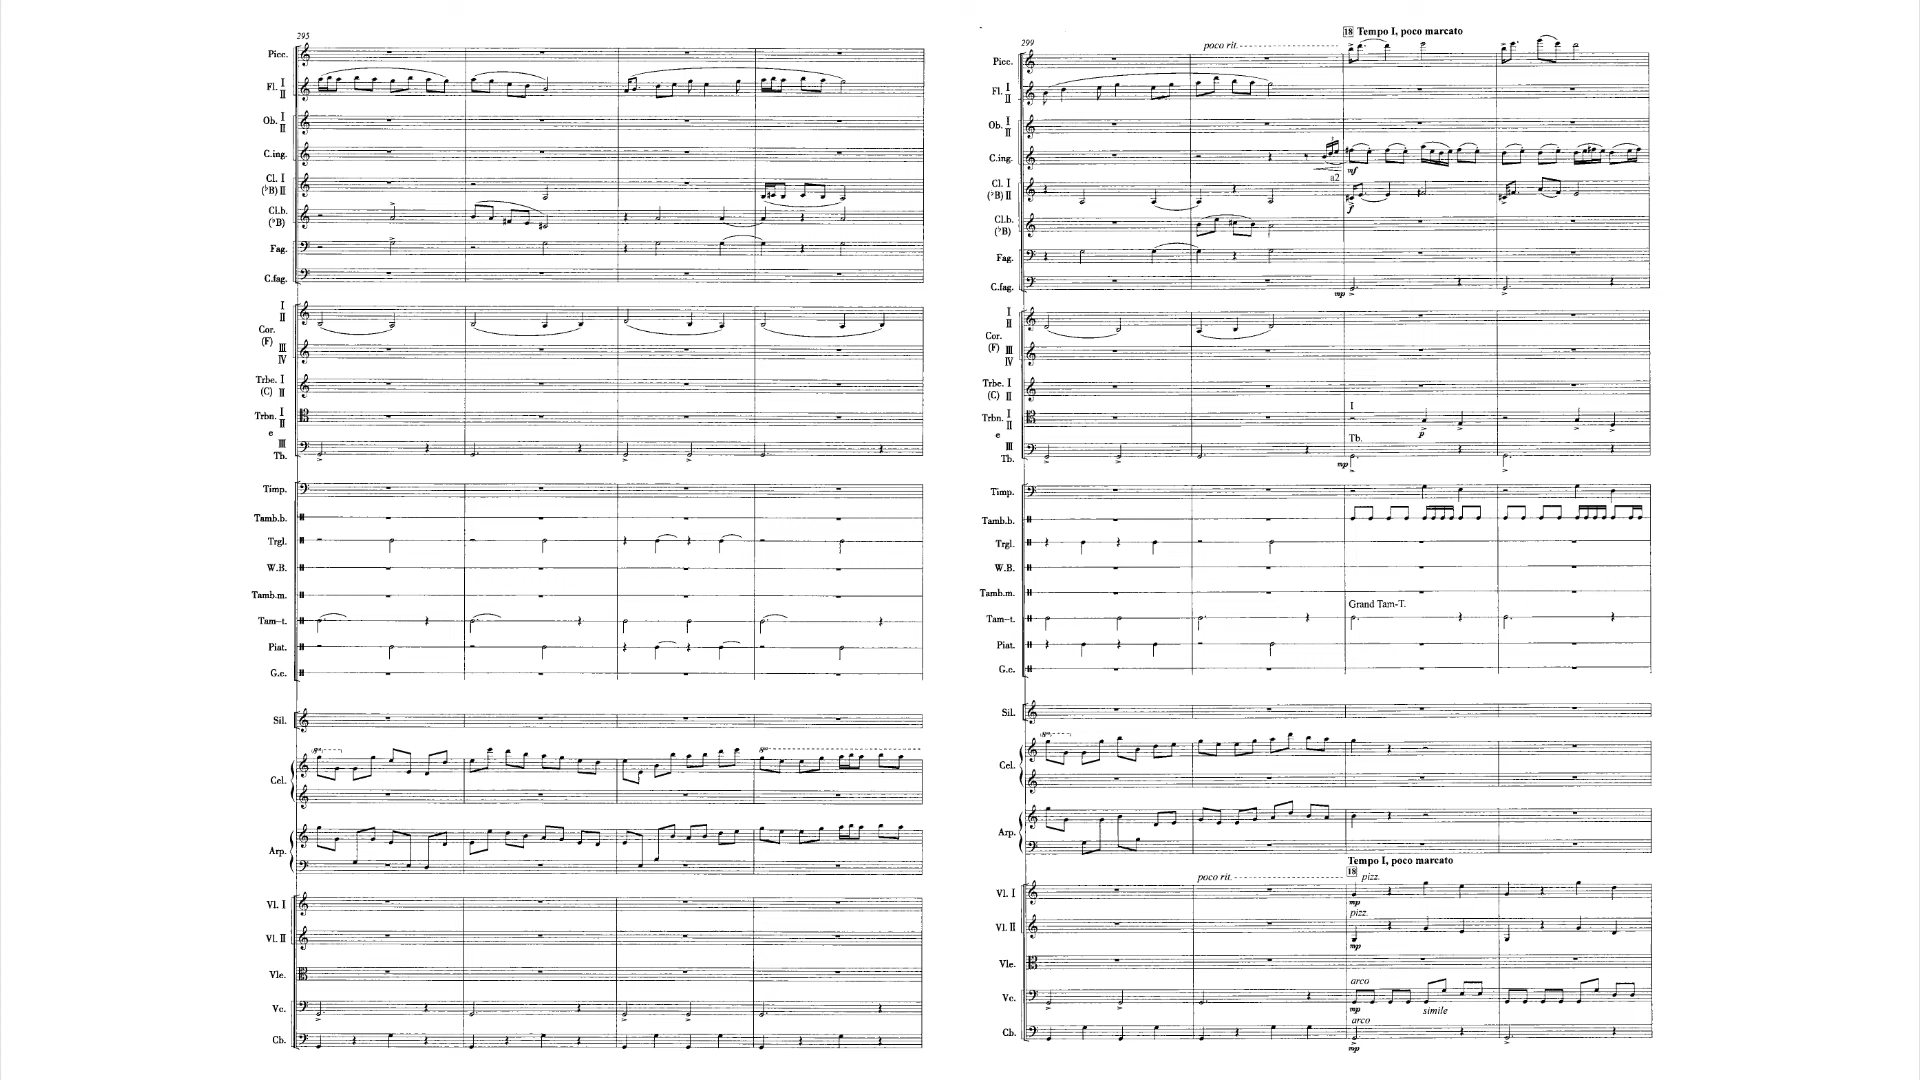 295
Picc.
Fl. I
II
Ob. I
II
C.ing.
Cl. I
(♭B) II
Cl.b.
(♭B)
Fag.
C.fag.
I
II
Cor.
(F)
III
IV
Trbe. I
(C) II
Trbn. I
II
e
III
Tb.
Timp.
Tamb.b.
Trgl.
W.B.
Tamb.m.
Tam-t.
Piat.
G.c.
Sil.
8va
8va
Cel.
Arp.
Vl. I
Vl. II
Vle.
Vc.
Cb.
299
poco rit.
18 Tempo I, poco marcato
Picc.
Fl. I
II
Ob. I
II
C.ing.
mf
a2
Cl. I
(♭B) II
f
Cl.b.
(♭B)
Fag.
C.fag.
mp
I
II
Cor.
(F)
III
IV
Trbe. I
(C) II
I
Trbn. I
II
p
e
Tb.
III
Tb.
mp
Timp.
Tamb.b.
Trgl.
W.B.
Tamb.m.
Grand Tam-T.
Tam-t.
Piat.
G.c.
Sil.
8va
Cel.
Arp.
Tempo I, poco marcato
poco rit.
18 pizz.
Vl. I
mp
pizz.
Vl. II
mp
Vle.
arco
Vc.
mp
simile
arco
Cb.
mp